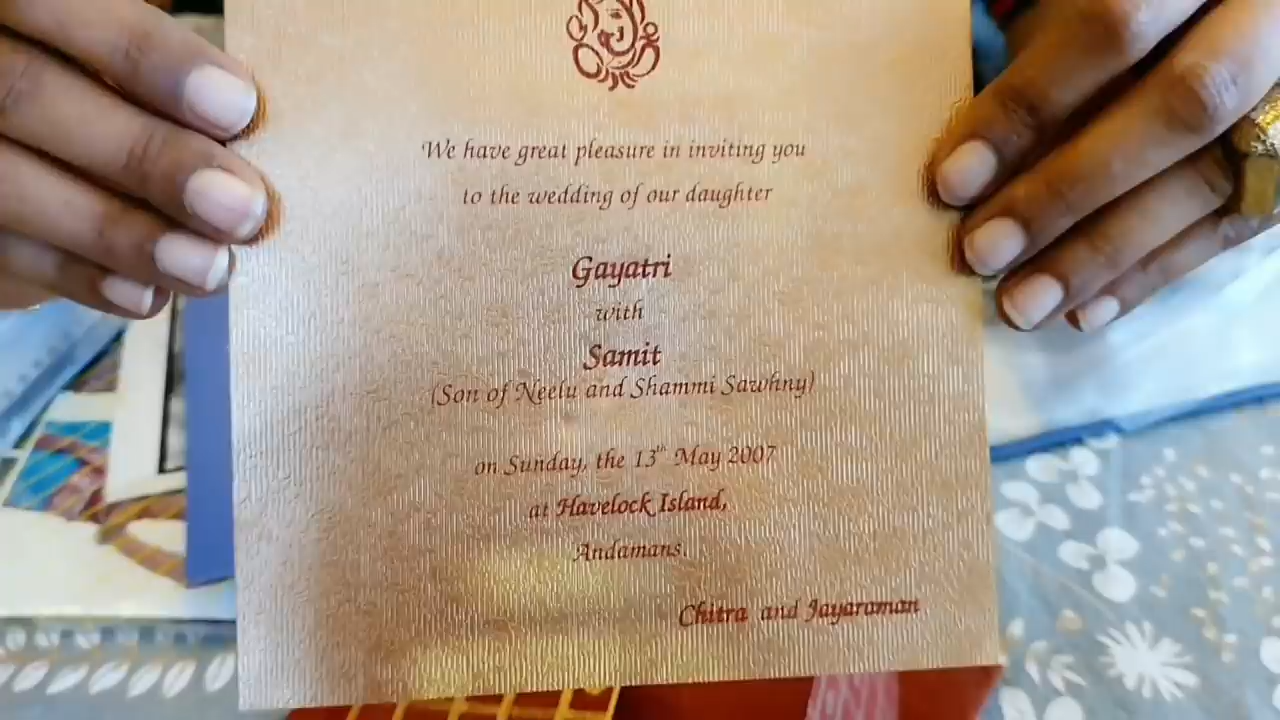 We have great pleasure in inviting you
to the wedding of our daughter
Gayatri
with
Samit
(Son of Neelu and Shammi Sawhny)
on Sunday, the 13th May 2007
at Havelock Island,
Andamans.
Chitra and Jayaraman